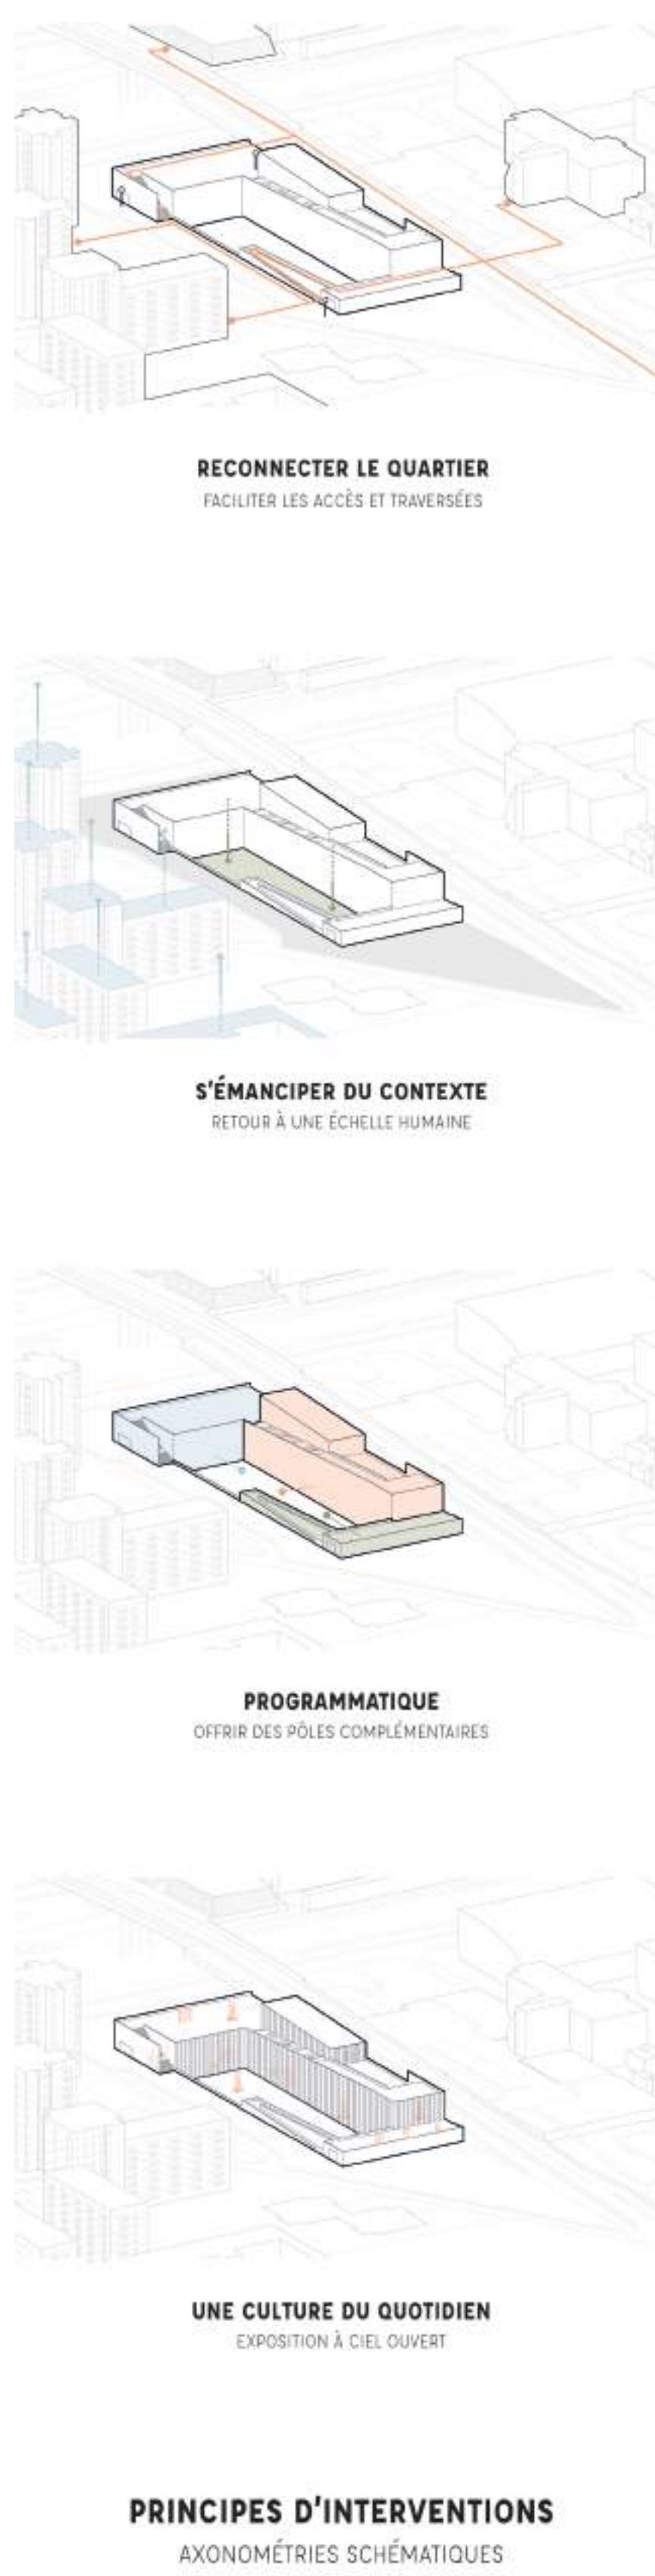 RECONNECTER LE QUARTIER
FACILITER LES ACCÈS ET TRAVERSÉES
S'ÉMANCIPER DU CONTEXTE
RETOUR À UNE ÉCHELLE HUMAINE
PROGRAMMATIQUE
OFFRIR DES PÔLES COMPLÉMENTAIRES
UNE CULTURE DU QUOTIDIEN
EXPOSITION À CIEL OUVERT
PRINCIPES D'INTERVENTIONS
AXONOMÉTRIES SCHÉMATIQUES